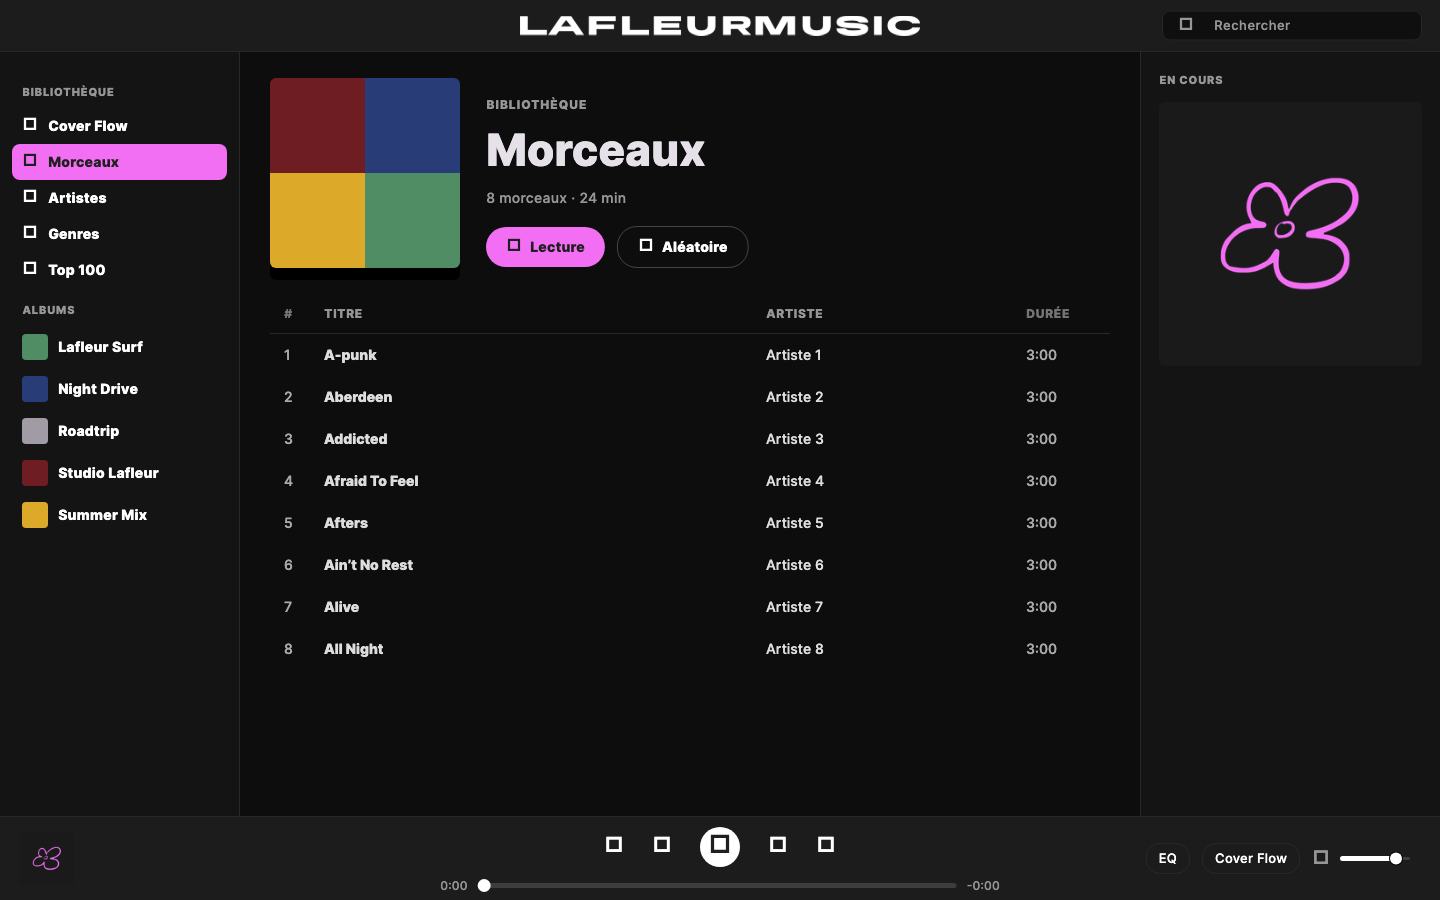 LAFLEURMUSIC
Rechercher
BIBLIOTHÈQUE
Cover Flow
Morceaux
Artistes
Genres
Top 100
ALBUMS
Lafleur Surf
Night Drive
Roadtrip
Studio Lafleur
Summer Mix
BIBLIOTHÈQUE
Morceaux
8 morceaux · 24 min
Lecture Aléatoire
# TITRE ARTISTE DURÉE
1 A-punk Artiste 1 3:00
2 Aberdeen Artiste 2 3:00
3 Addicted Artiste 3 3:00
4 Afraid To Feel Artiste 4 3:00
5 Afters Artiste 5 3:00
6 Ain’t No Rest Artiste 6 3:00
7 Alive Artiste 7 3:00
8 All Night Artiste 8 3:00
EN COURS
0:00 -0:00
EQ Cover Flow